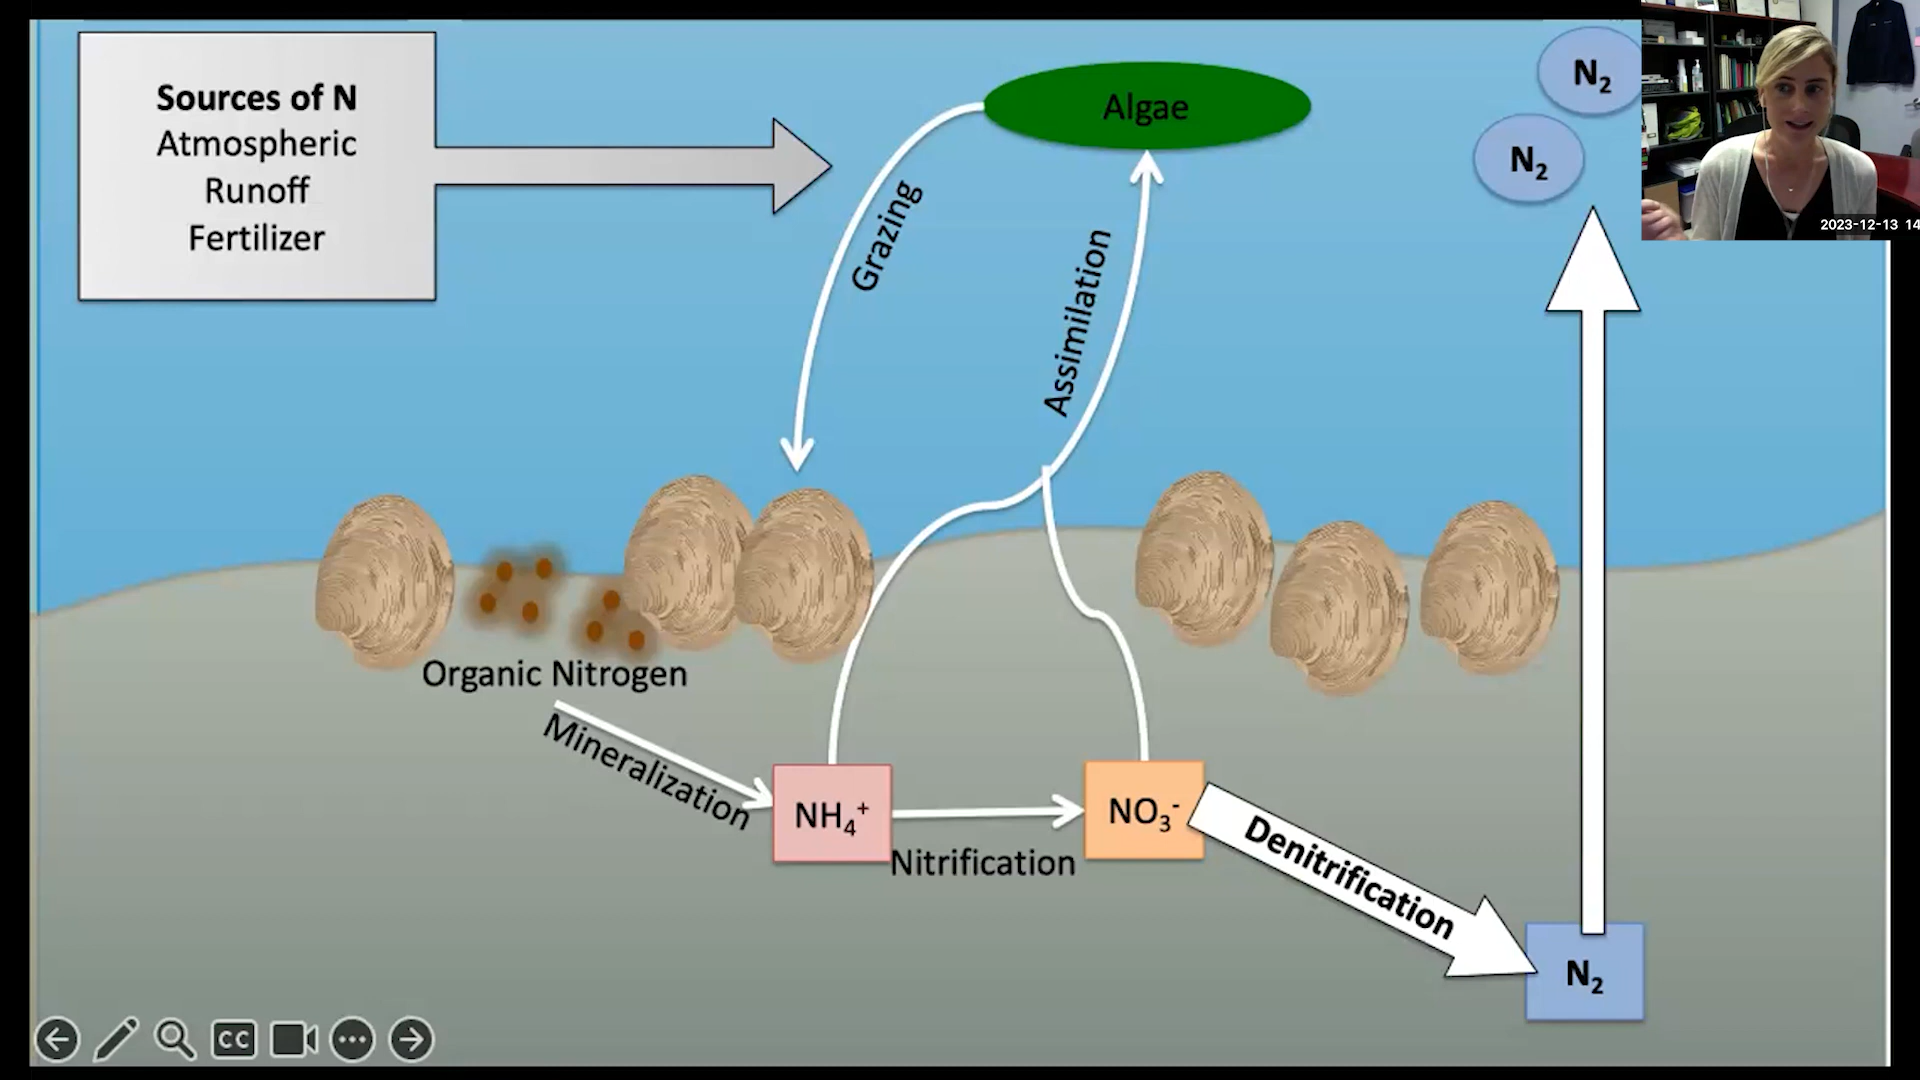 Sources of N
Atmospheric
Runoff
Fertilizer
Algae
N₂
N₂
2023-12-13 14
Grazing
Assimilation
Organic Nitrogen
Mineralization
NH₄⁺
Nitrification
NO₃⁻
Denitrification
N₂
CC